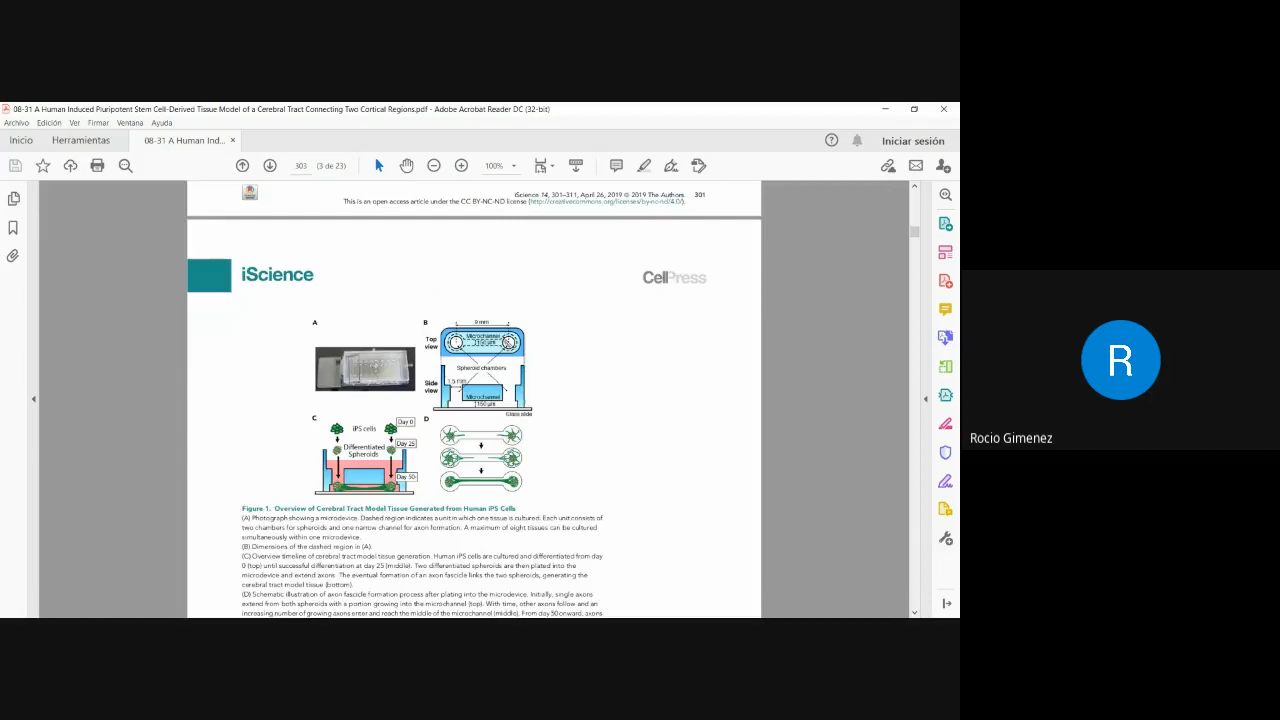 08-31 A Human Induced Pluripotent Stem Cell-Derived Tissue Model of a Cerebral Tract Connecting Two Cortical Regions.pdf - Adobe Acrobat Reader DC (32-bit)
Archivo Edición Ver Firmar Ventana Ayuda
Inicio Herramientas 08-31 A Human Ind... × Iniciar sesión
303 (3 de 23) 100%
iScience 14, 301–311, April 26, 2019 © 2019 The Authors. 301
This is an open access article under the CC BY-NC-ND license (http://creativecommons.org/licenses/by-nc-nd/4.0/).
iScience
CellPress
A
B
9 mm
Top view
Microchannel
150 µm
Spheroid chambers
Side view
1.5 mm
Microchannel
150 µm
Glass slide
C
iPS cells
Day 0
Differentiated Spheroids
Day 25
Day 50-
D
Figure 1. Overview of Cerebral Tract Model Tissue Generated from Human iPS Cells
(A) Photograph showing a microdevice. Dashed region indicates a unit in which one tissue is cultured. Each unit consists of
two chambers for spheroids and one narrow channel for axon formation. A maximum of eight tissues can be cultured
simultaneously within one microdevice.
(B) Dimensions of the dashed region in (A).
(C) Overview timeline of cerebral tract model tissue generation. Human iPS cells are cultured and differentiated from day
0 (top) until successful differentiation at day 25 (middle). Two differentiated spheroids are then plated into the
microdevice and extend axons. The eventual formation of an axon fascicle links the two spheroids, generating the
cerebral tract model tissue (bottom).
(D) Schematic illustration of axon fascicle formation process after plating into the microdevice. Initially, single axons
extend from both spheroids with a portion growing into the microchannel (top). With time, other axons follow and an
increasing number of growing axons enter and reach the middle of the microchannel (middle). From day 50 onward, axons
R
Rocio Gimenez